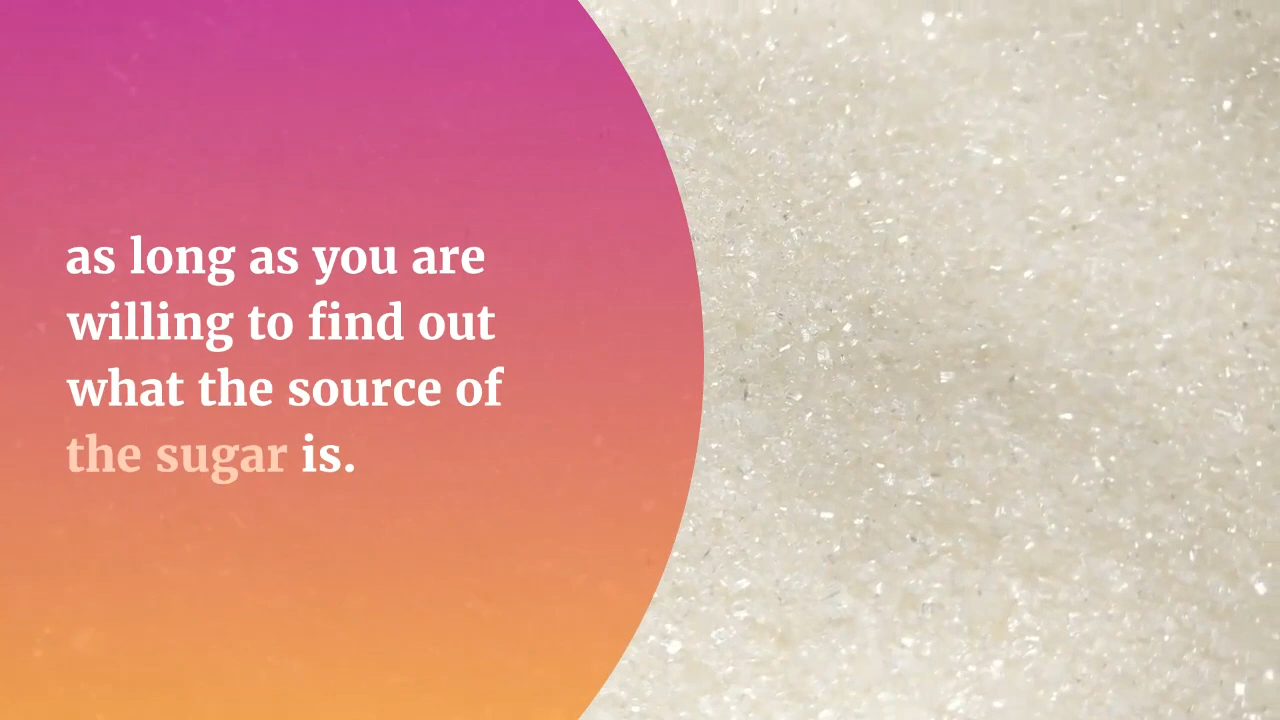 as long as you are
willing to find out
what the source of
the sugar is.